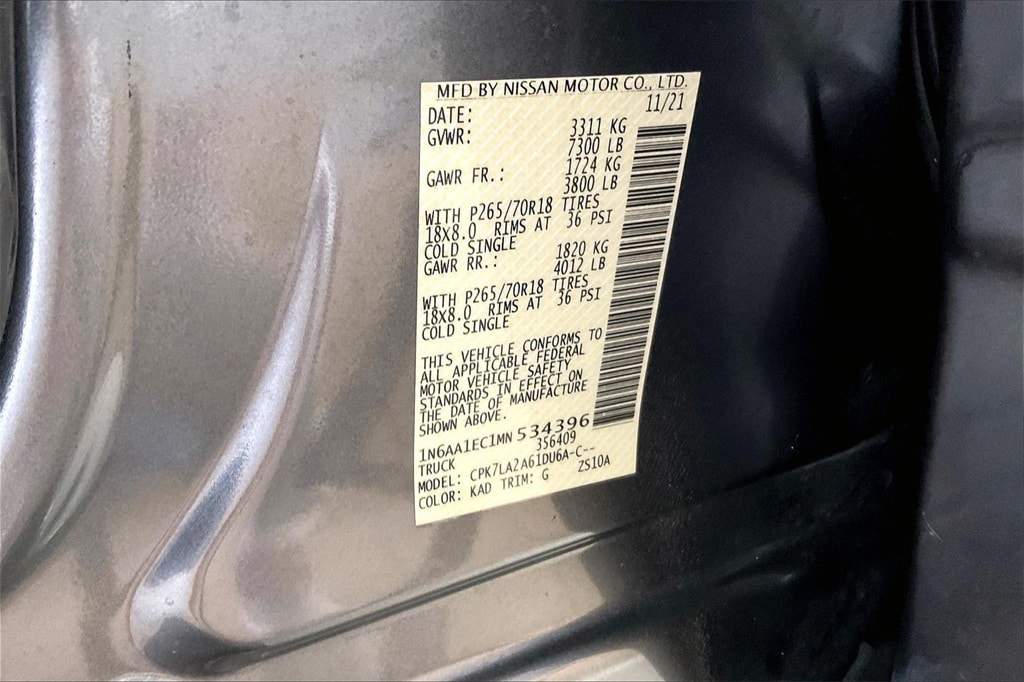 MFD BY NISSAN MOTOR CO., LTD.
DATE: 11/21
GVWR: 3311 KG
7300 LB
GAWR FR.: 1724 KG
3800 LB
WITH P265/70R18 TIRES
18X8.0 RIMS AT 36 PSI
COLD SINGLE
GAWR RR.: 1820 KG
4012 LB
WITH P265/70R18 TIRES
18X8.0 RIMS AT 36 PSI
COLD SINGLE
THIS VEHICLE CONFORMS TO
ALL APPLICABLE FEDERAL
MOTOR VEHICLE SAFETY
STANDARDS IN EFFECT ON
THE DATE OF MANUFACTURE
SHOWN ABOVE.
1N6AA1EC1MN534396
TRUCK 356409
MODEL: CPK7LA2A61DU6A-C--
COLOR: KAD TRIM: G ZS10A